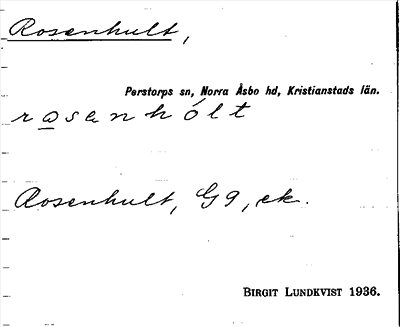 Rosenhult,
Perstorps sn, Norra Åsbo hd, Kristianstads län.
rosenhólt
Rosenhult, G9, ek.
BIRGIT LUNDKVIST 1936.